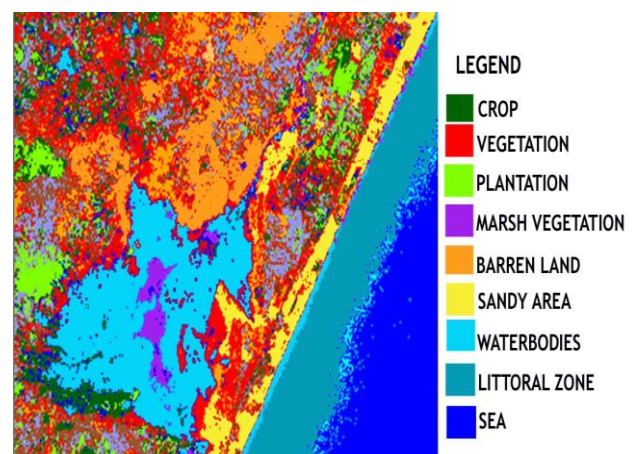 LEGEND
CROP
VEGETATION
PLANTATION
MARSH VEGETATION
BARREN LAND
SANDY AREA
WATERBODIES
LITTORAL ZONE
SEA